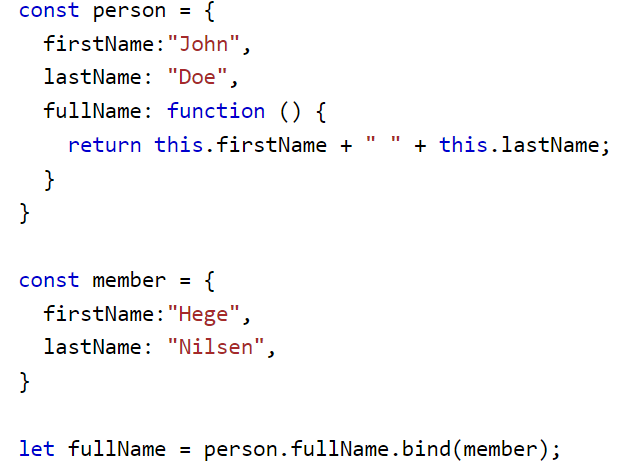 const person = {
  firstName:"John",
  lastName: "Doe",
  fullName: function () {
    return this.firstName + " " + this.lastName;
  }
}

const member = {
  firstName:"Hege",
  lastName: "Nilsen",
}

let fullName = person.fullName.bind(member);